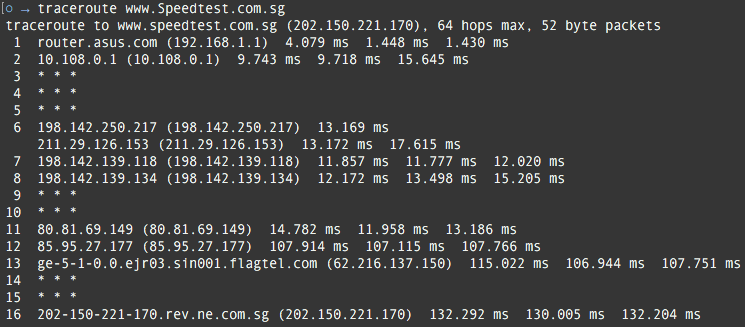 [o → traceroute www.Speedtest.com.sg
traceroute to www.speedtest.com.sg (202.150.221.170), 64 hops max, 52 byte packets
1 router.asus.com (192.168.1.1) 4.079 ms 1.448 ms 1.430 ms
2 10.108.0.1 (10.108.0.1) 9.743 ms 9.718 ms 15.645 ms
3 * * *
4 * * *
5 * * *
6 198.142.250.217 (198.142.250.217) 13.169 ms
211.29.126.153 (211.29.126.153) 13.172 ms 17.615 ms
7 198.142.139.118 (198.142.139.118) 11.857 ms 11.777 ms 12.020 ms
8 198.142.139.134 (198.142.139.134) 12.172 ms 13.498 ms 15.205 ms
9 * * *
10 * * *
11 80.81.69.149 (80.81.69.149) 14.782 ms 11.958 ms 13.186 ms
12 85.95.27.177 (85.95.27.177) 107.914 ms 107.115 ms 107.766 ms
13 ge-5-1-0.0.ejr03.sin001.flagtel.com (62.216.137.150) 115.022 ms 106.944 ms 107.751 ms
14 * * *
15 * * *
16 202-150-221-170.rev.ne.com.sg (202.150.221.170) 132.292 ms 130.005 ms 132.204 ms